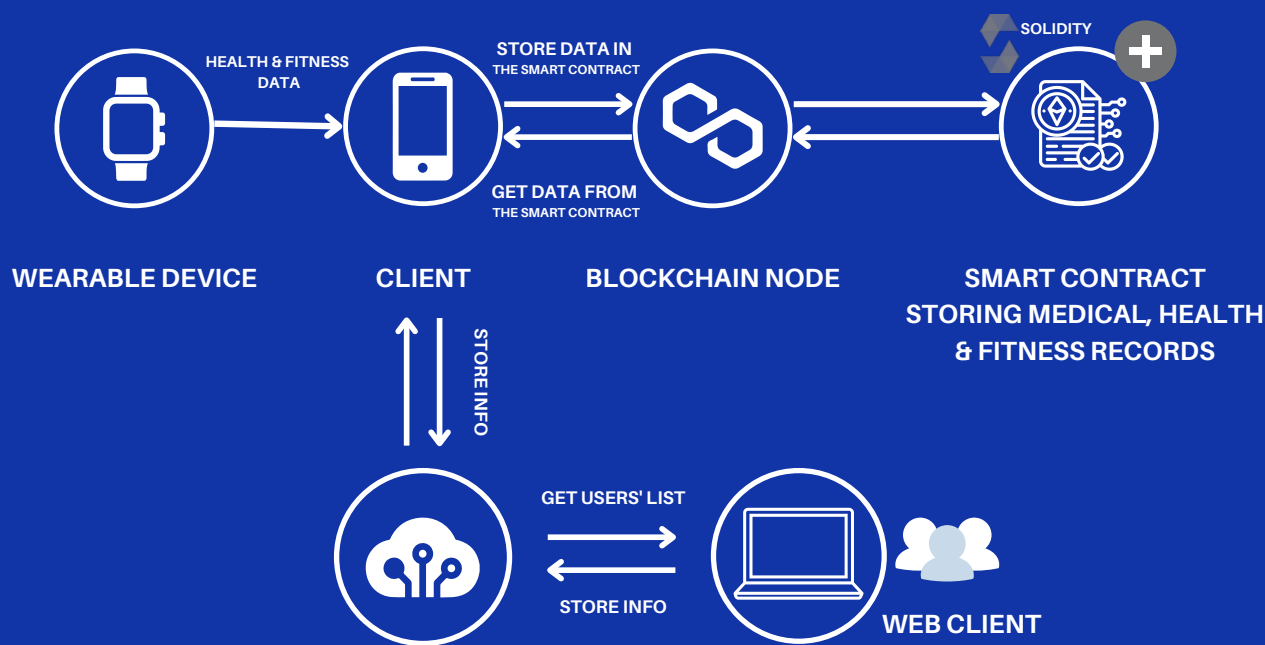 SOLIDITY
HEALTH & FITNESS
DATA
STORE DATA IN
THE SMART CONTRACT
GET DATA FROM
THE SMART CONTRACT
WEARABLE DEVICE
CLIENT
BLOCKCHAIN NODE
SMART CONTRACT
STORING MEDICAL, HEALTH
& FITNESS RECORDS
STORE INFO
GET USERS' LIST
STORE INFO
WEB CLIENT